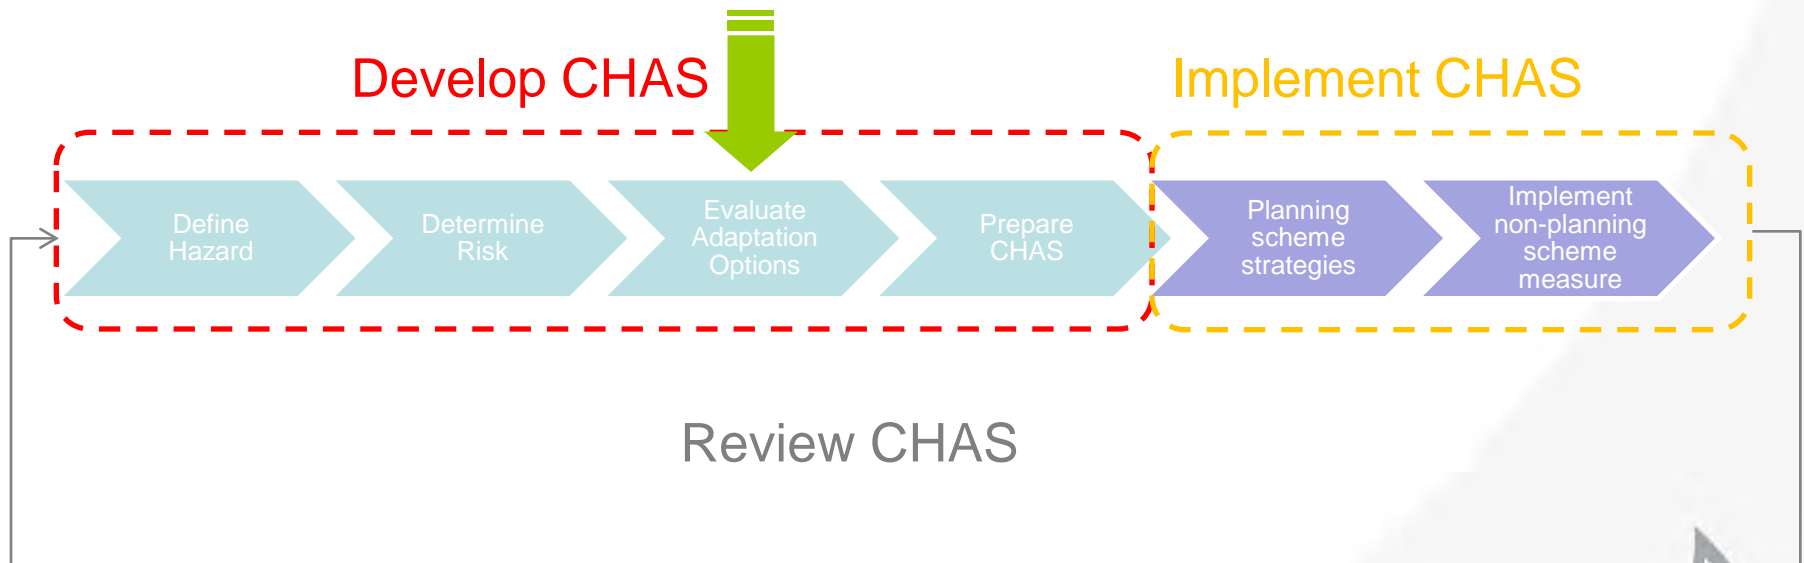 Develop CHAS
Implement CHAS
Define
Hazard
Determine
Risk
Evaluate
Adaptation
Options
Prepare
CHAS
Planning
scheme
strategies
Implement
non-planning
scheme
measure
Review CHAS